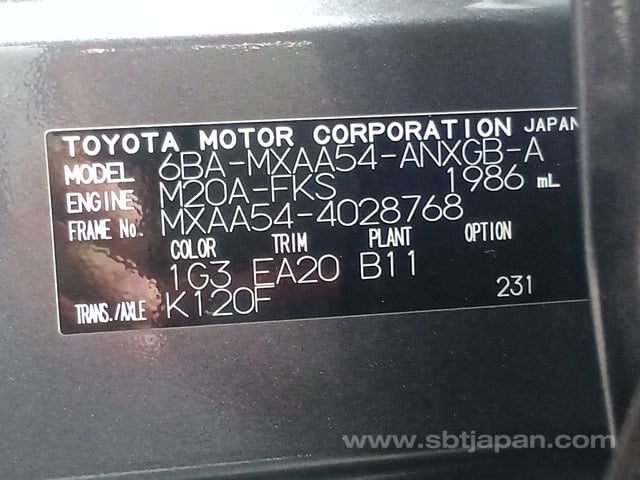 TOYOTA MOTOR CORPORATION JAPAN
MODEL 6BA-MXAA54-ANXGB-A
ENGINE M20A-FKS 1986 mL
FRAME No. MXAA54-4028768
COLOR TRIM PLANT OPTION
1G3 EA20 B11
TRANS./AXLE K120F 231
www.sbtjapan.com